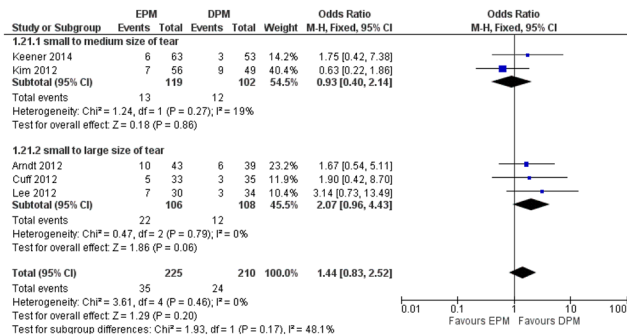 EPM DPM Odds Ratio Odds Ratio
Study or Subgroup Events Total Events Total Weight M-H, Fixed, 95% CI M-H, Fixed, 95% CI
1.21.1 small to medium size of tear
Keener 2014 6 63 3 53 14.2% 1.75 [0.42, 7.38]
Kim 2012 7 56 9 49 40.4% 0.63 [0.22, 1.86]
Subtotal (95% CI) 119 102 54.5% 0.93 [0.40, 2.14]
Total events 13 12
Heterogeneity: Chi² = 1.24, df = 1 (P = 0.27); I² = 19%
Test for overall effect: Z = 0.18 (P = 0.86)
1.21.2 small to large size of tear
Arndt 2012 10 43 6 39 23.2% 1.67 [0.54, 5.11]
Cuff 2012 5 33 3 35 11.9% 1.90 [0.42, 8.70]
Lee 2012 7 30 3 34 10.4% 3.14 [0.73, 13.49]
Subtotal (95% CI) 106 108 45.5% 2.07 [0.96, 4.43]
Total events 22 12
Heterogeneity: Chi² = 0.47, df = 2 (P = 0.79); I² = 0%
Test for overall effect: Z = 1.86 (P = 0.06)
Total (95% CI) 225 210 100.0% 1.44 [0.83, 2.52]
Total events 35 24
Heterogeneity: Chi² = 3.61, df = 4 (P = 0.46); I² = 0%
Test for overall effect: Z = 1.29 (P = 0.20)
Test for subgroup differences: Chi² = 1.93, df = 1 (P = 0.17), I² = 48.1%
0.01 0.1 1 10 100
Favours EPM Favours DPM